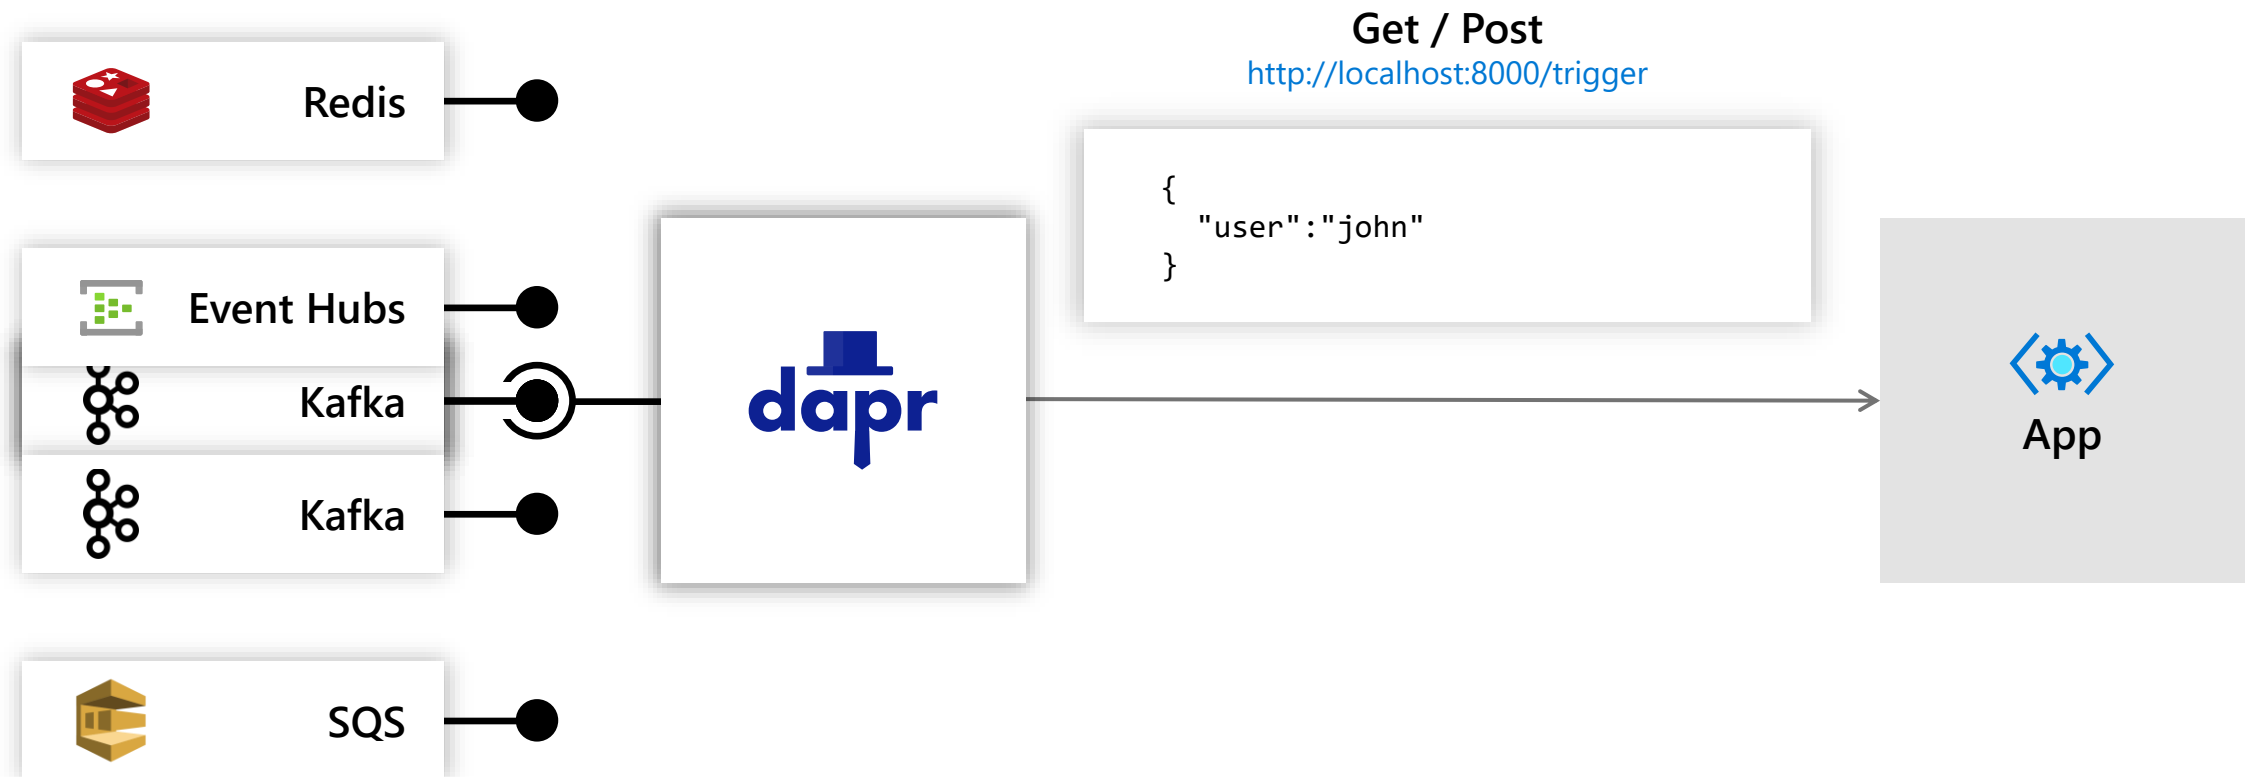 Get / Post
http://localhost:8000/trigger
Redis
{
"user":"john"
}
Event Hubs
Kafka
dapr
App
Kafka
SQS